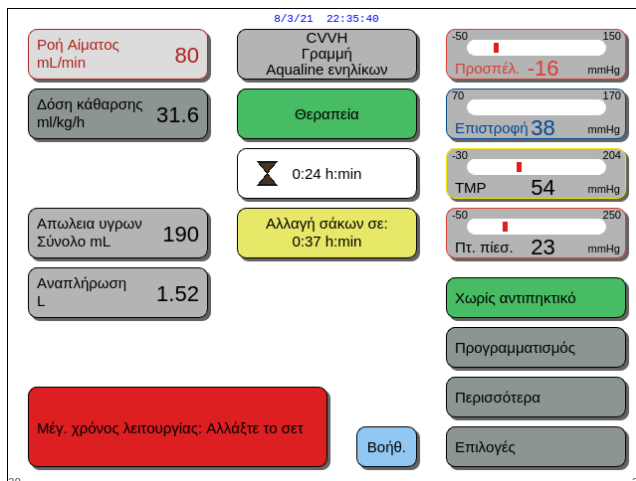 8/3/21 22:35:40
Ροή Αίματος
mL/min
80
CVVH
Γραμμή
Aqualine ενηλίκων
-50
150
Προσπέλ. -16 mmHg
Δόση κάθαρσης
ml/kg/h
31.6
Θεραπεία
70
170
Επιστροφή 38 mmHg
0:24 h:min
-30
204
TMP 54 mmHg
Απωλεια υγρων
Σύνολο mL
190
Αλλαγή σάκων σε:
0:37 h:min
-50
250
Πτ. πίεσ. 23 mmHg
Αναπλήρωση
L
1.52
Χωρίς αντιπηκτικό
Προγραμματισμός
Περισσότερα
Μέγ. χρόνος λειτουργίας: Αλλάξτε το σετ
Βοήθ.
Επιλογές